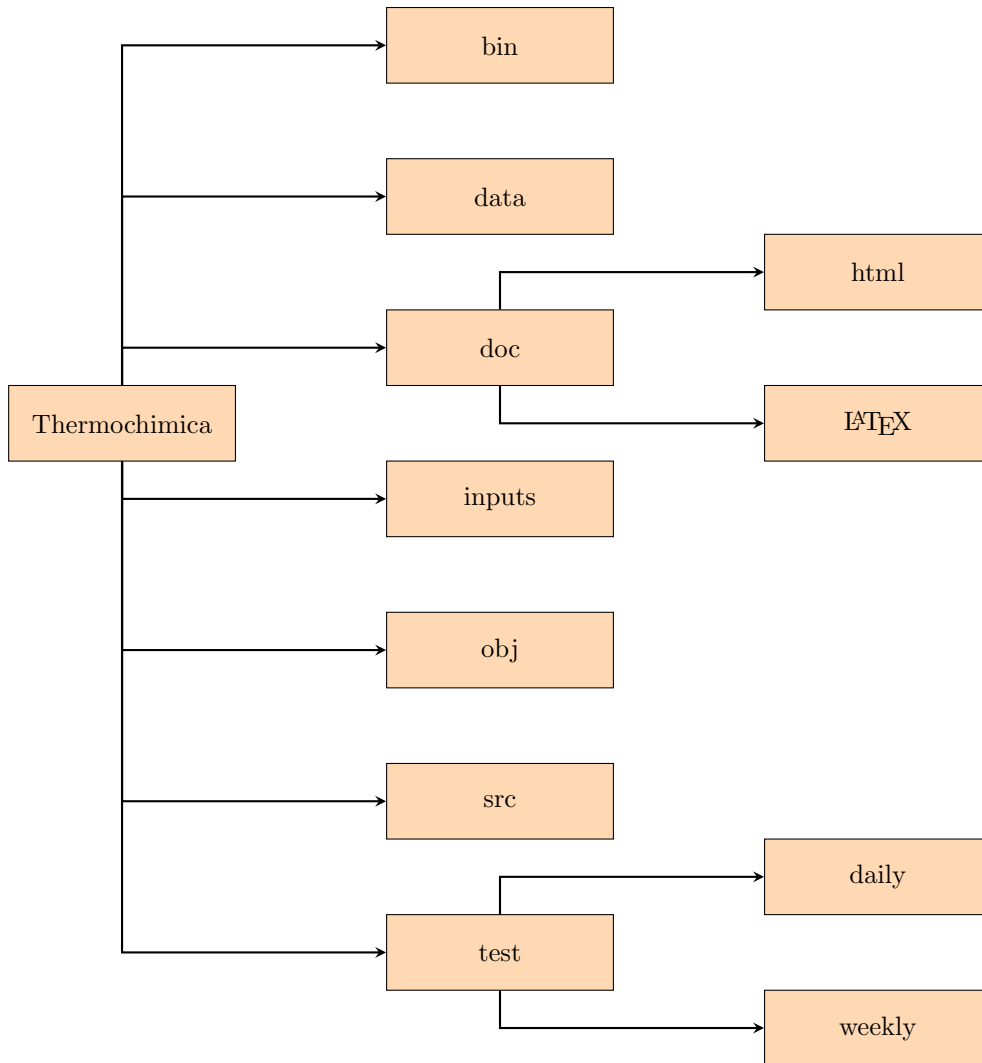 bin
data
html
doc
LATEX
Thermochimica
inputs
obj
src
daily
test
weekly